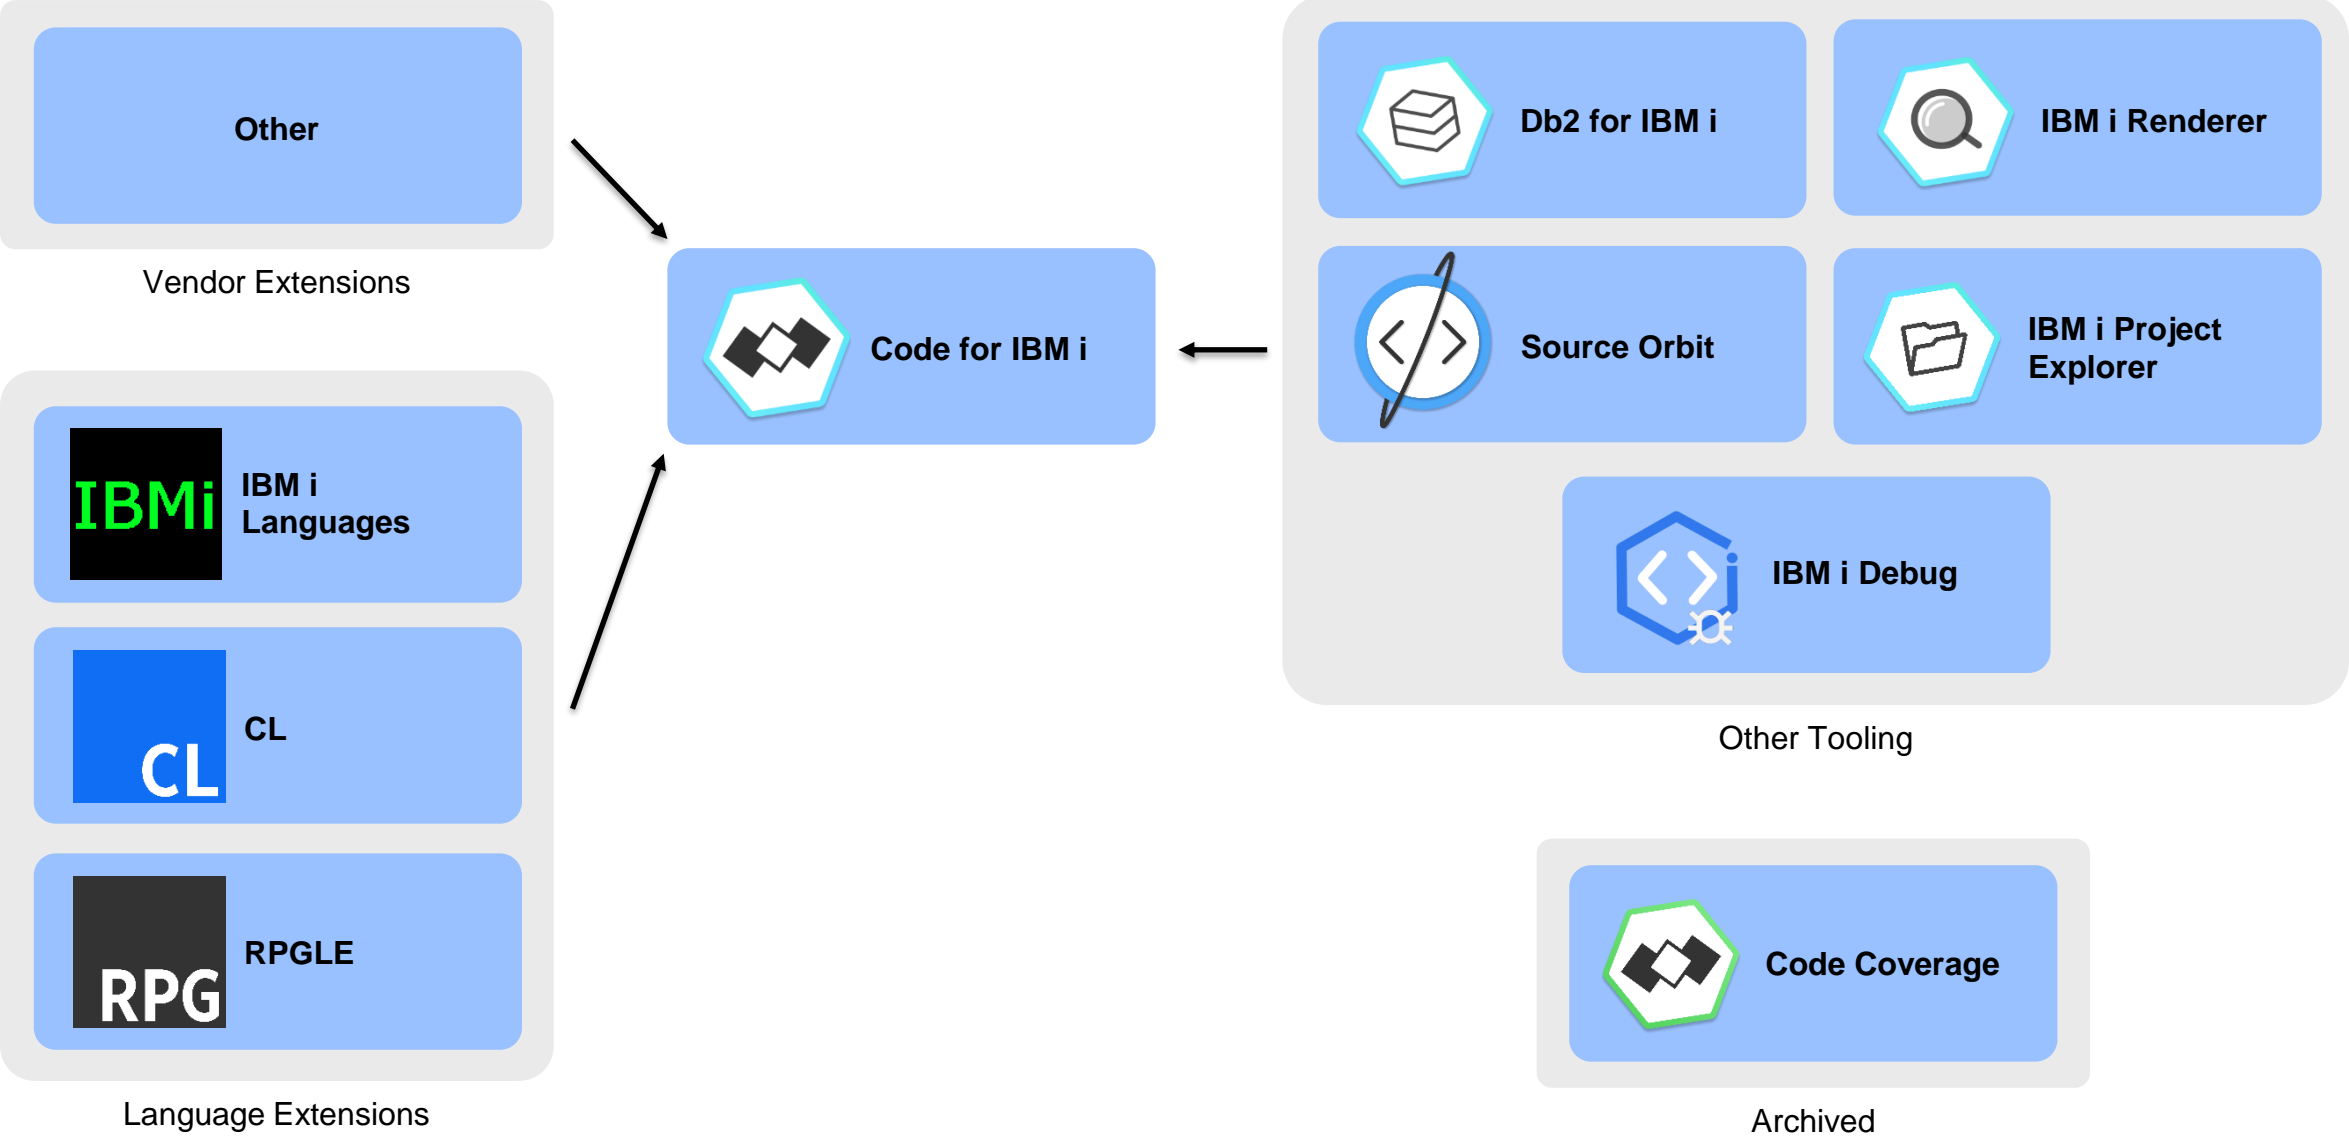 Other
Vendor Extensions
IBMi
IBM i
Languages
CL
CL
RPG
RPGLE
Language Extensions
Code for IBM i
Db2 for IBM i
IBM i Renderer
Source Orbit
IBM i Project
Explorer
i
IBM i Debug
Other Tooling
Code Coverage
Archived